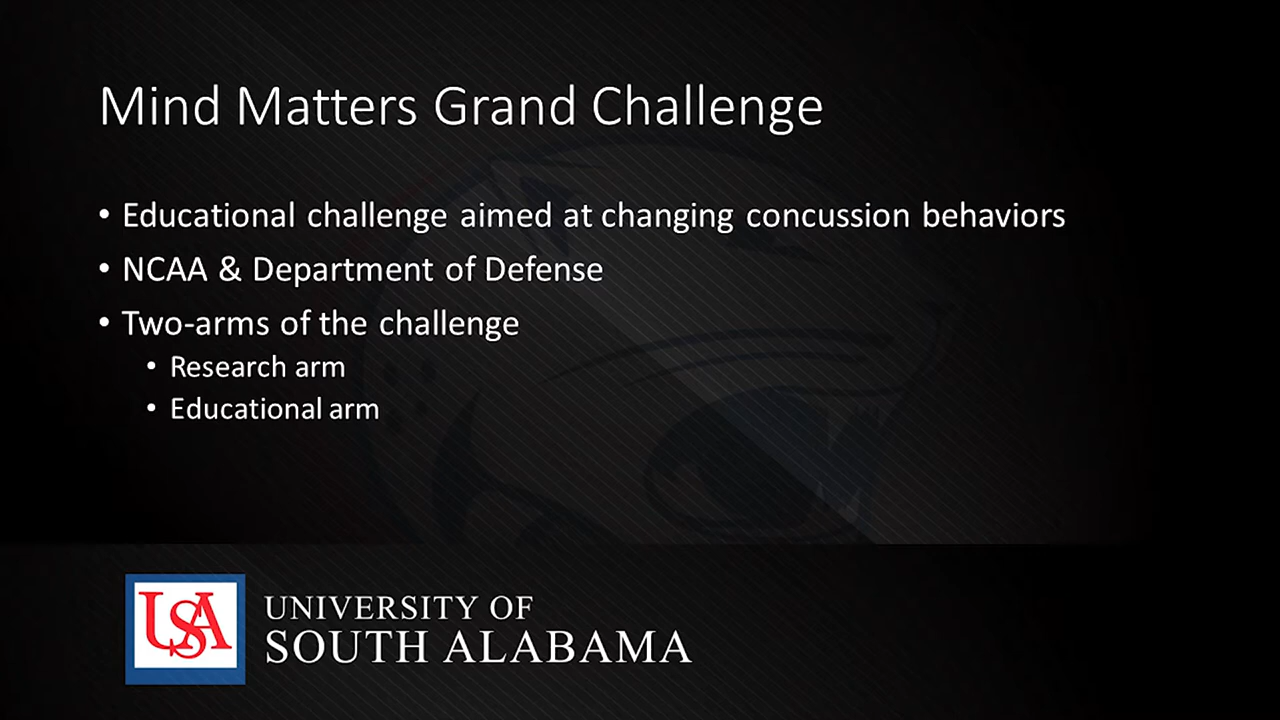 Mind Matters Grand Challenge
• Educational challenge aimed at changing concussion behaviors
• NCAA & Department of Defense
• Two-arms of the challenge
• Research arm
• Educational arm
USA
UNIVERSITY OF
SOUTH ALABAMA